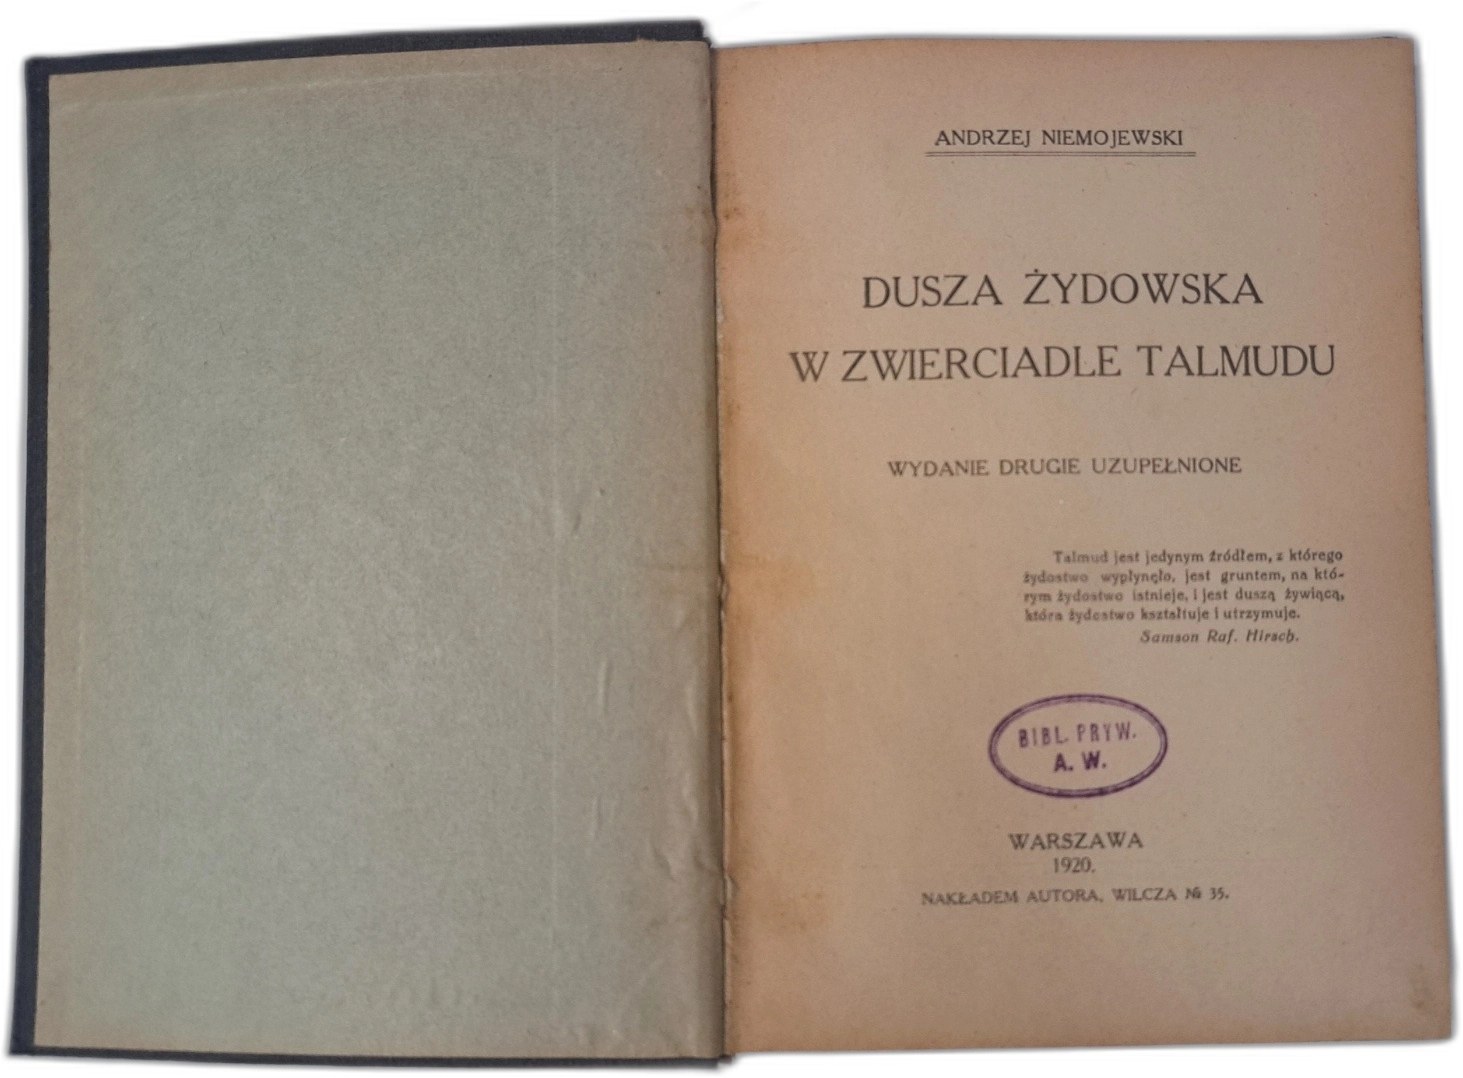 ANDRZEJ NIEMOJEWSKI
DUSZA ŻYDOWSKA
W ZWIERCIADLE TALMUDU
WYDANIE DRUGIE UZUPEŁNIONE
Talmud jest jedynym źródłem, z którego
żydostwo wypłynęło, jest gruntem, na któ-
rym żydostwo istnieje, i jest duszą żywiącą,
która żydostwo kształtuje i utrzymuje.
Samson Raf. Hirsch.
BIBL. PRYW.
A. W.
WARSZAWA
1920.
NAKŁADEM AUTORA, WILCZA № 35.